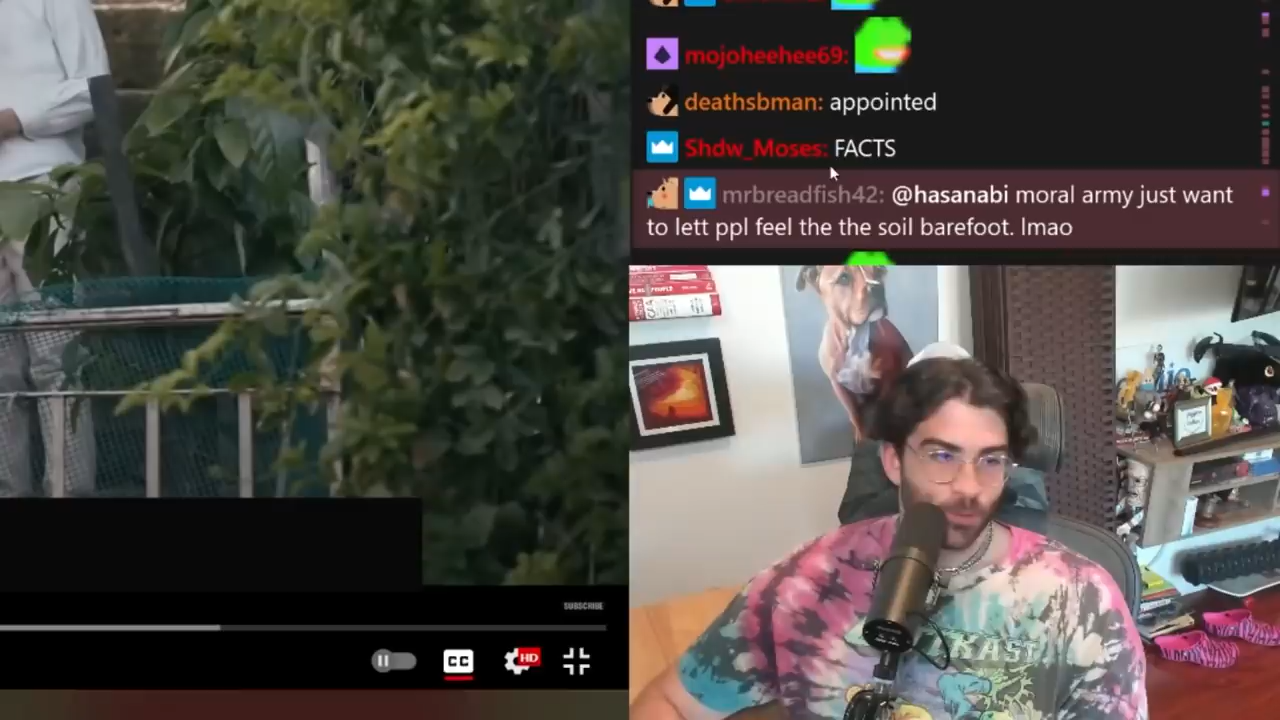 mojoheehee69:
deathsbman: appointed
Shdw_Moses: FACTS
mrbreadfish42: @hasanabi moral army just want
to lett ppl feel the the soil barefoot. lmao
SUBSCRIBE
CC
HD